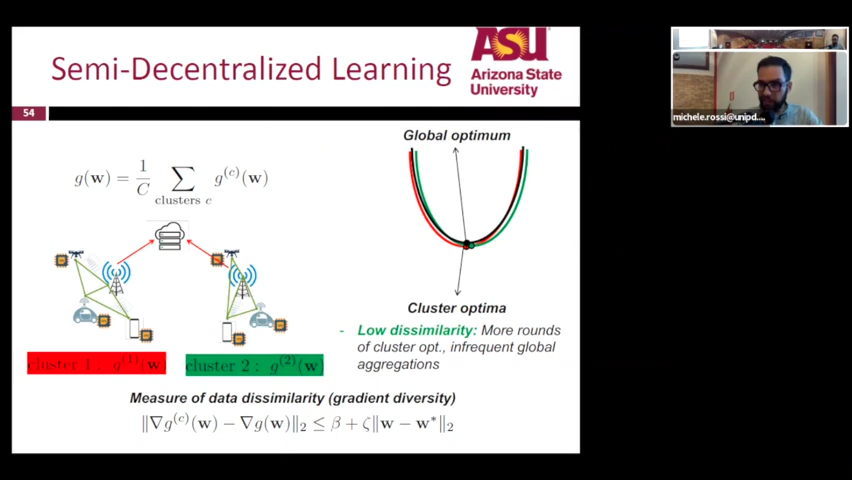 Semi-Decentralized Learning
ASU
Arizona State
University
54
g(w) = 1/C ∑ clusters c g^(c)(w)
Global optimum
Cluster optima
- Low dissimilarity: More rounds
of cluster opt., infrequent global
aggregations
cluster 1 : g^(1)(w)
cluster 2 : g^(2)(w)
Measure of data dissimilarity (gradient diversity)
‖∇g^(c)(w) − ∇g(w)‖₂ ≤ β + ζ‖w − w*‖₂
michele.rossi@unipd....